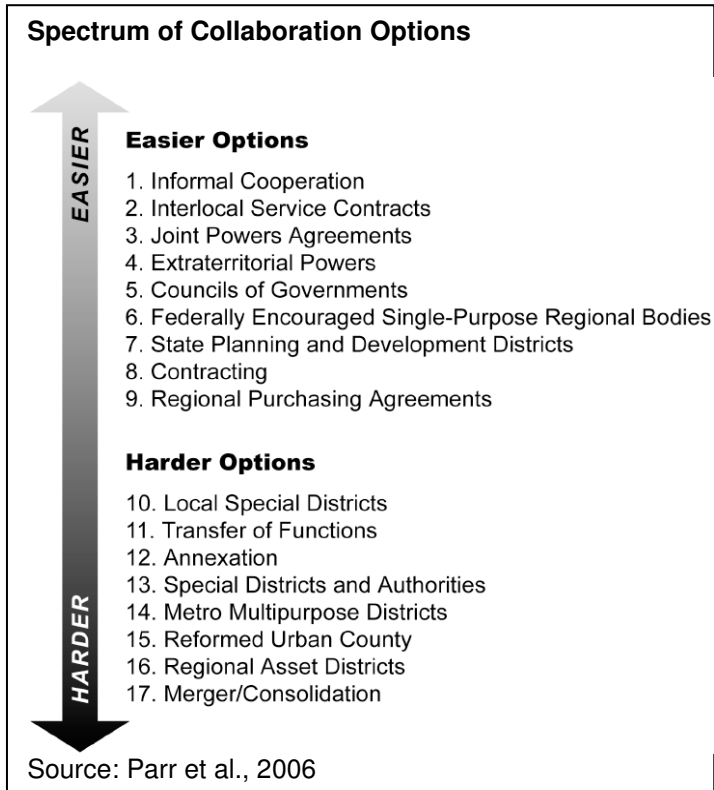 Spectrum of Collaboration Options
EASIER
Easier Options
1. Informal Cooperation
2. Interlocal Service Contracts
3. Joint Powers Agreements
4. Extraterritorial Powers
5. Councils of Governments
6. Federally Encouraged Single-Purpose Regional Bodies
7. State Planning and Development Districts
8. Contracting
9. Regional Purchasing Agreements
Harder Options
10. Local Special Districts
11. Transfer of Functions
12. Annexation
13. Special Districts and Authorities
14. Metro Multipurpose Districts
15. Reformed Urban County
16. Regional Asset Districts
17. Merger/Consolidation
HARDER
Source: Parr et al., 2006